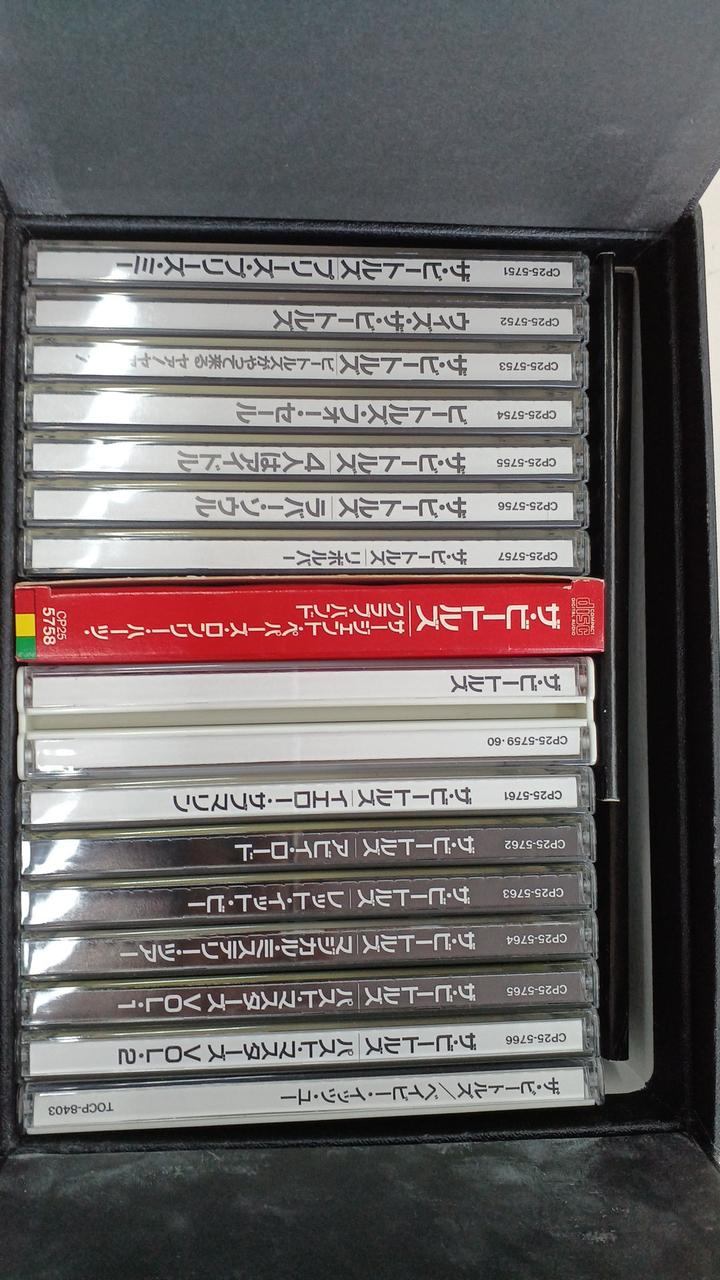 ザ・ビートルズ プリーズ・プリーズ・ミー CP25-5751
ウィズ・ザ・ビートルズ CP25-5752
ザ・ビートルズ ビートルズがやって来る ヤァ!ヤァ! CP25-5753
ビートルズ・フォー・セール CP25-5754
ザ・ビートルズ 4人はアイドル CP25-5755
ザ・ビートルズ ラバー・ソウル CP25-5756
ザ・ビートルズ リボルバー CP25-5757
COMPACT disc DIGITAL AUDIO
ザ・ビートルズ
サージェント・ペパーズ・ロンリー・ハーツ・
クラブ・バンド
CP25
5758
ザ・ビートルズ
CP25-5759・60
ザ・ビートルズ イエロー・サブマリン CP25-5761
ザ・ビートルズ アビイ・ロード CP25-5762
ザ・ビートルズ レット・イット・ビー CP25-5763
ザ・ビートルズ マジカル・ミステリー・ツアー CP25-5764
ザ・ビートルズ パスト・マスターズ VOL・1 CP25-5765
ザ・ビートルズ パスト・マスターズ VOL・2 CP25-5766
ザ・ビートルズ/ベイビー・イッツ・ユー TOCP-8403